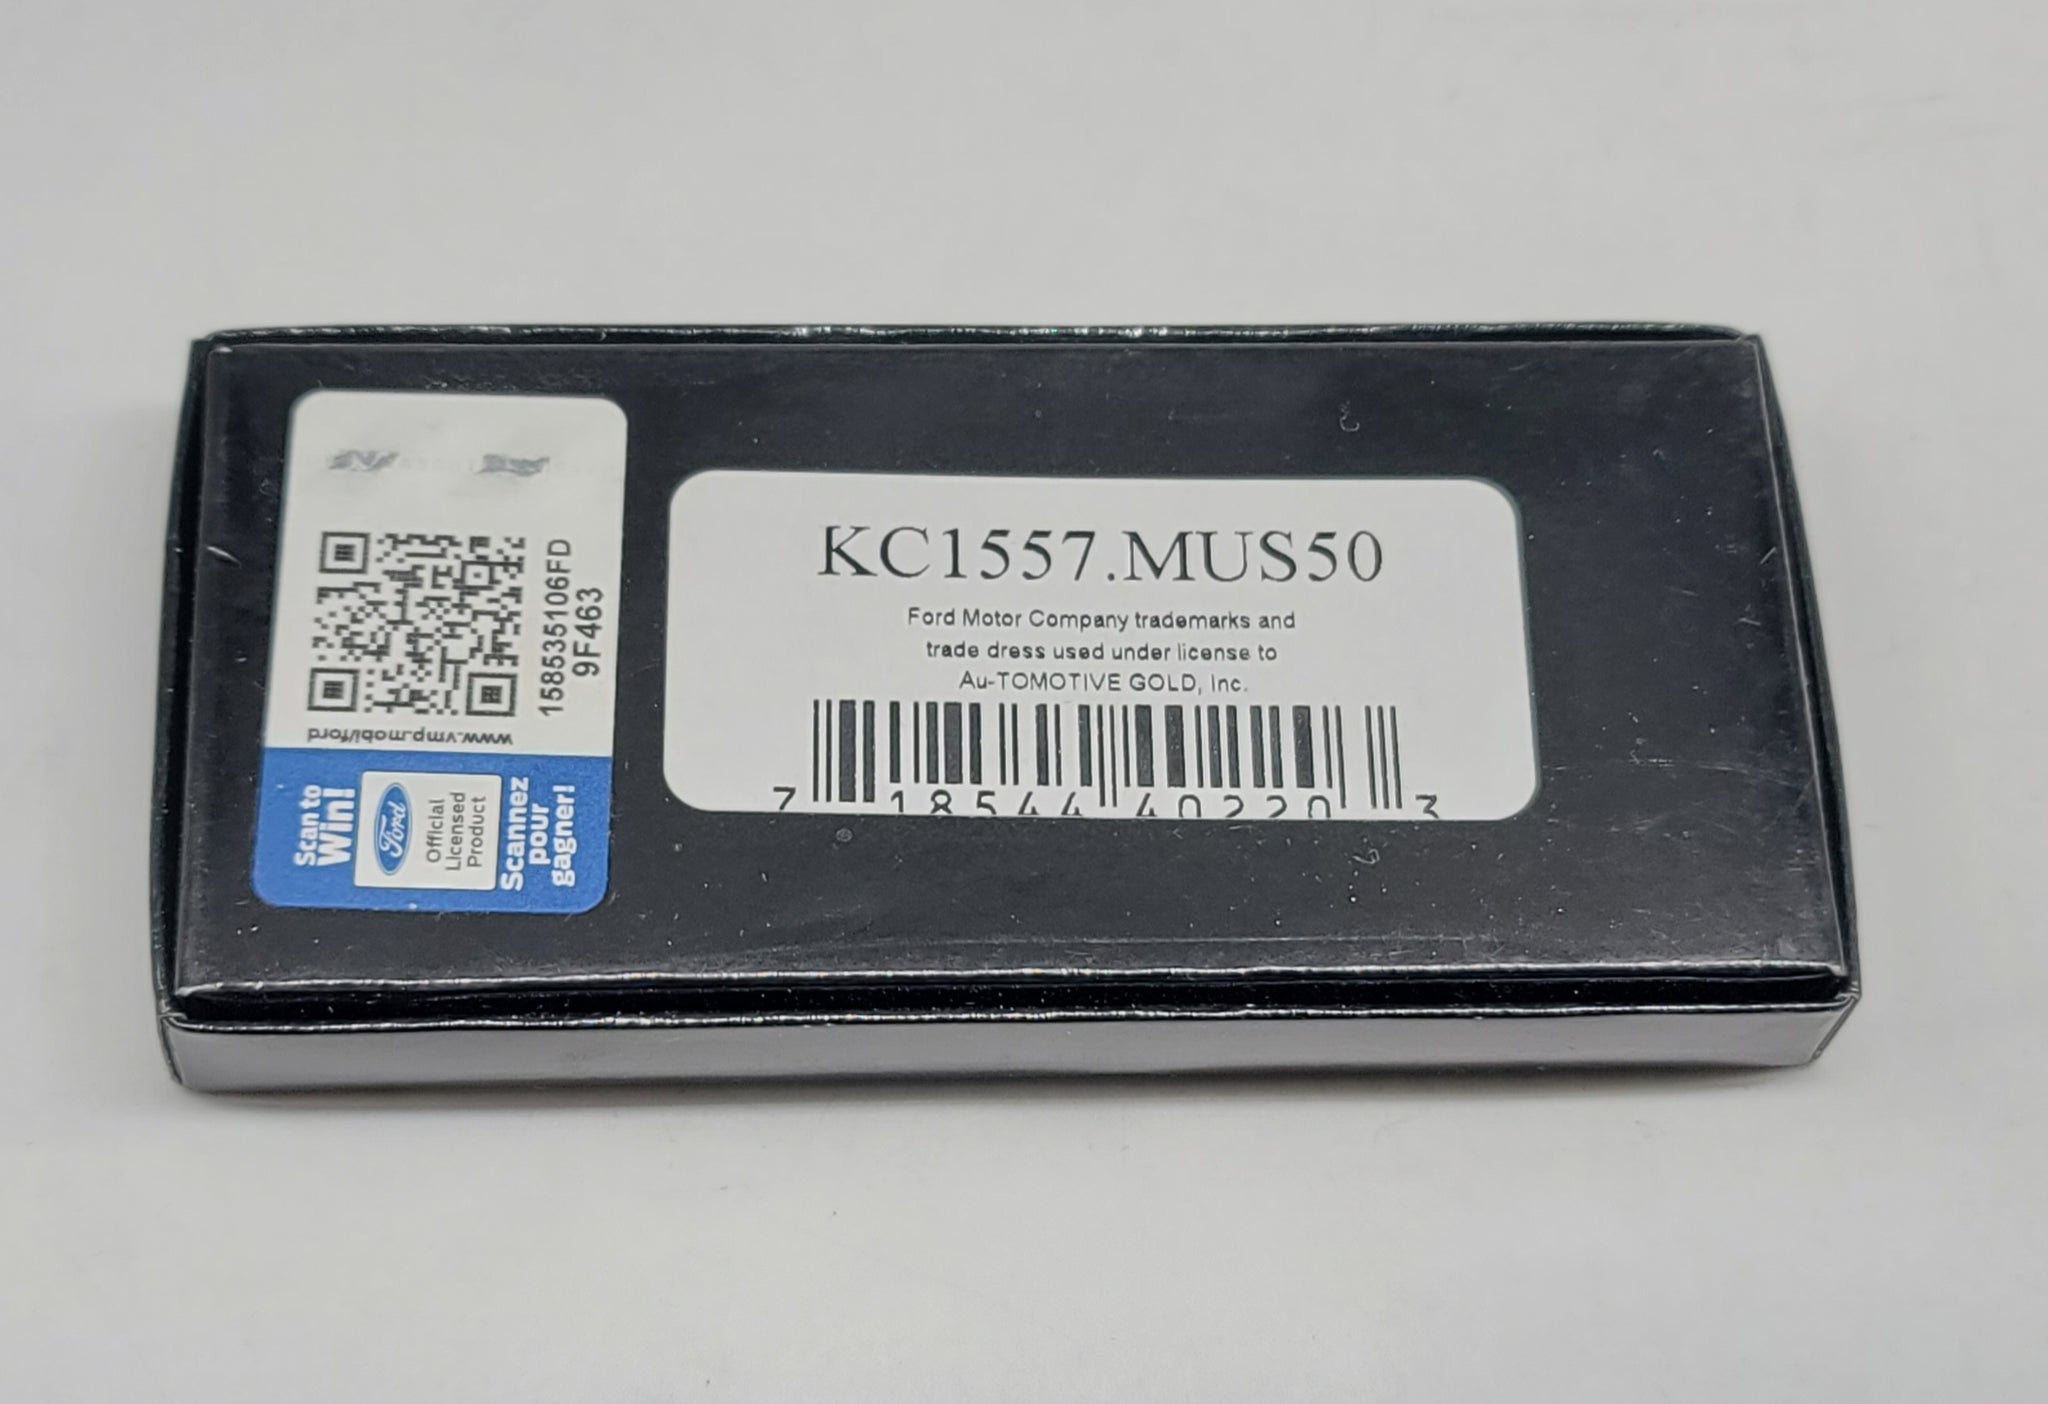 KC1557.MUS50
Ford Motor Company trademarks and
trade dress used under license to
Au-TOMOTIVE GOLD, Inc.
7 18544 40220 3
158535106FD
9F463
www.vmp.mobi/ford
Scan to
Win!
Ford
Official
Licensed
Product
Scannez
pour
gagner!